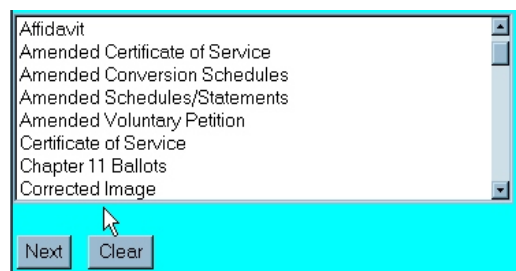 Affidavit
Amended Certificate of Service
Amended Conversion Schedules
Amended Schedules/Statements
Amended Voluntary Petition
Certificate of Service
Chapter 11 Ballots
Corrected Image
Next Clear